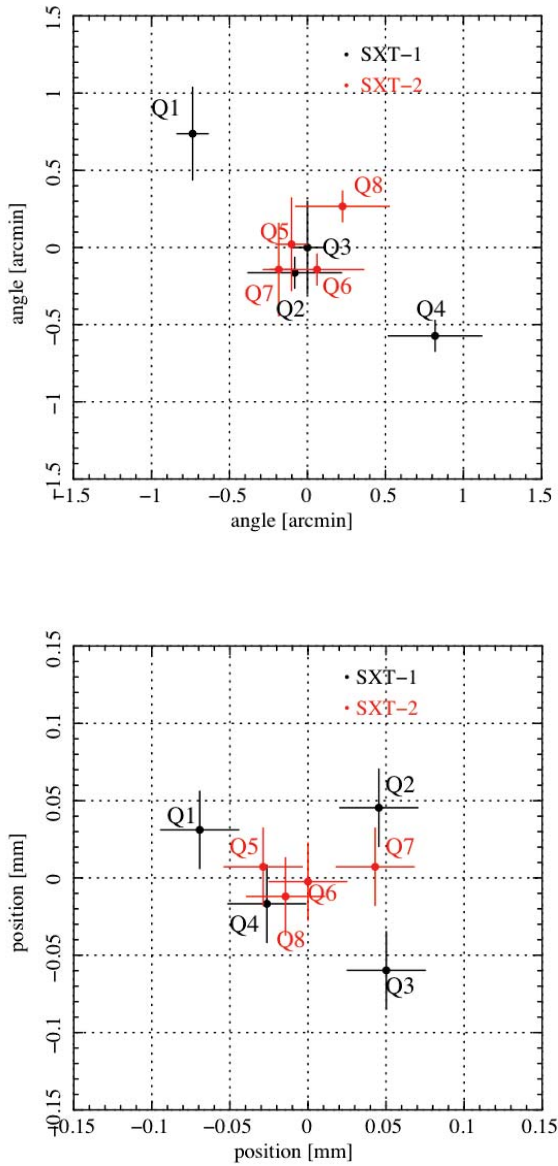 1.5
SXT−1
SXT−2
1
Q1
0.5
Q8
Q5
Q3
0
Q7
Q2
Q6
Q4
angle [arcmin]
−0.5
−1
−1.5
−1.5 −1 −0.5 0 0.5 1 1.5
angle [arcmin]
0.15
SXT−1
SXT−2
0.1
0.05
Q2
Q1
Q5
Q7
0
Q6
Q4
Q8
position [mm]
−0.05
Q3
−0.1
−0.15
−0.15 −0.1 −0.05 0 0.05 0.1 0.15
position [mm]